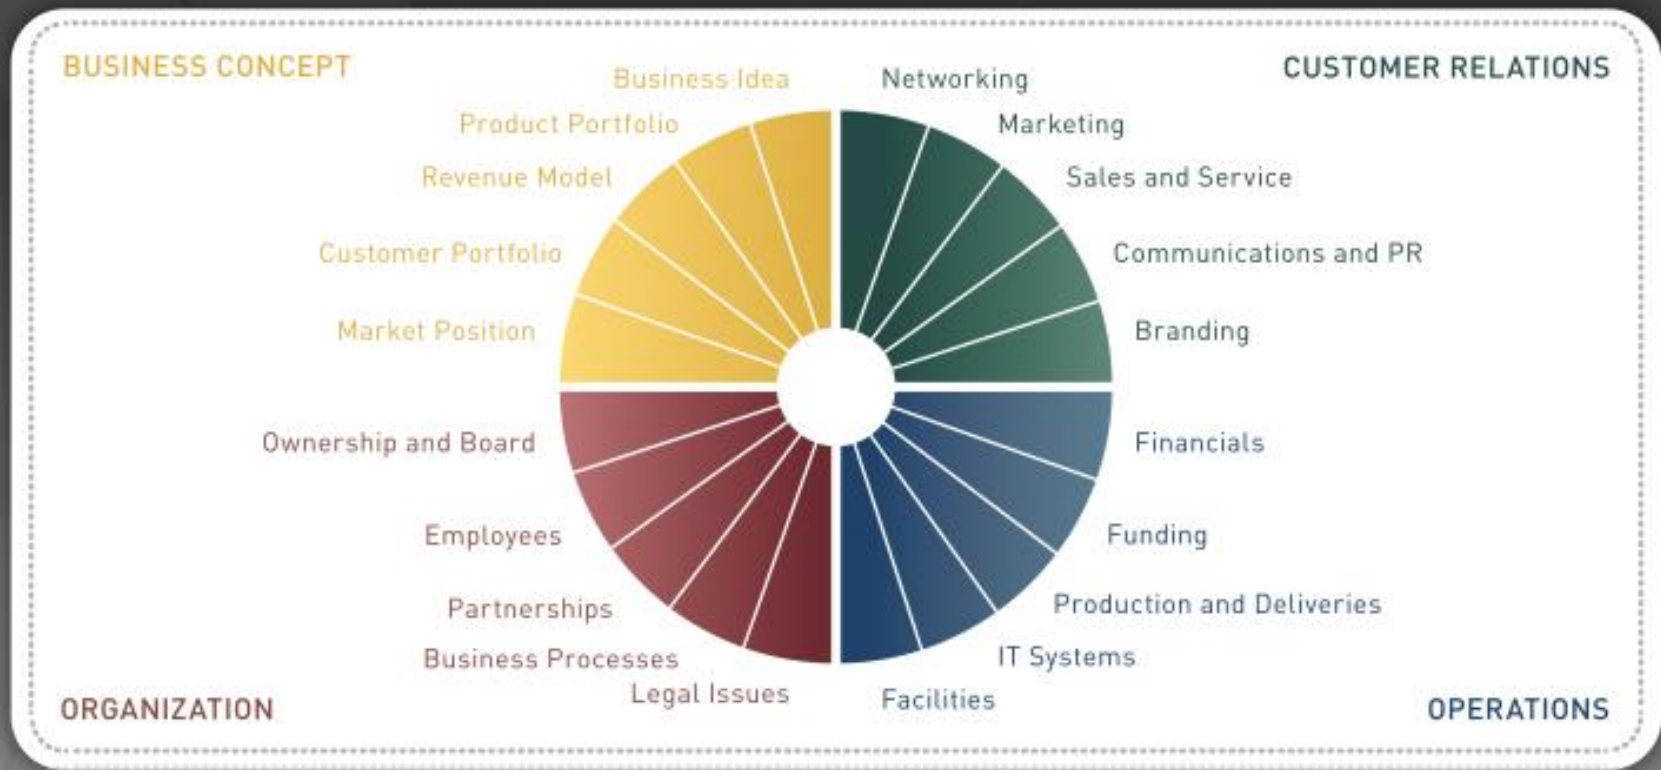 BUSINESS CONCEPT
Business Idea
Product Portfolio
Revenue Model
Customer Portfolio
Market Position
CUSTOMER RELATIONS
Networking
Marketing
Sales and Service
Communications and PR
Branding
Ownership and Board
Employees
Partnerships
Business Processes
Legal Issues
ORGANIZATION
Financials
Funding
Production and Deliveries
IT Systems
Facilities
OPERATIONS